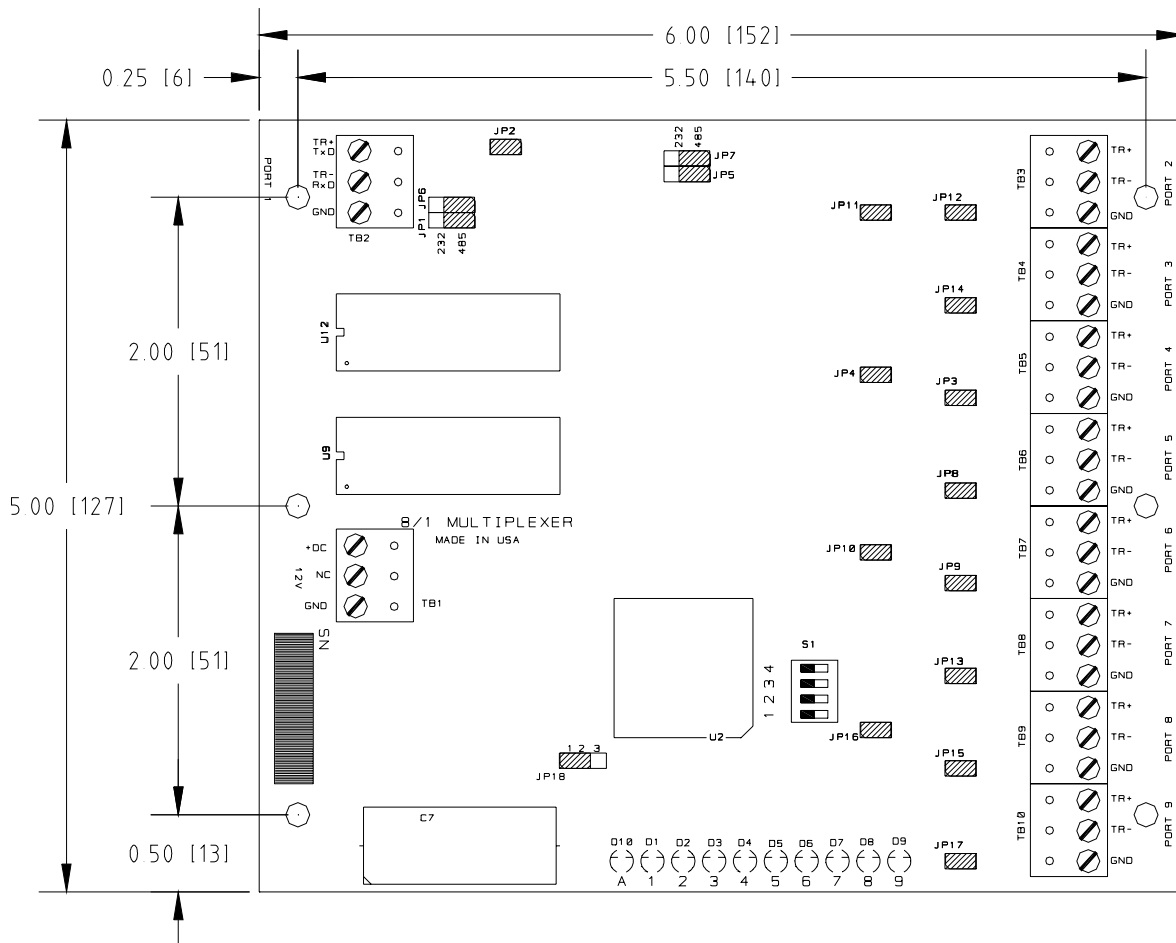 6.00 [152]
0.25 [6]
5.50 [140]
JP2
232
485
JP7
JP5
TR+
TxD
TR-
RxD
GND
PORT 1
TB2
JP6
JP1
232
485
JP11
JP12
TB3
TR+
TR-
GND
PORT 2
JP14
TB4
TR+
TR-
GND
PORT 3
2.00 [51]
U12
JP4
JP3
TB5
TR+
TR-
GND
PORT 4
U9
JP8
TB6
TR+
TR-
GND
PORT 5
5 00 [127]
8/1 MULTIPLEXER
MADE IN USA
+DC
NC
GND
12V
TB1
JP10
JP9
TB7
TR+
TR-
GND
PORT 6
2.00 [51]
SN
S1
1 2 3 4
U2
JP13
TB8
TR+
TR-
GND
PORT 7
JP16
JP15
TB9
TR+
TR-
GND
PORT 8
1 2 3
JP18
C7
0.50 [13]
D10 D1 D2 D3 D4 D5 D6 D7 D8 D9
A 1 2 3 4 5 6 7 8 9
JP17
TB10
TR+
TR-
GND
PORT 9